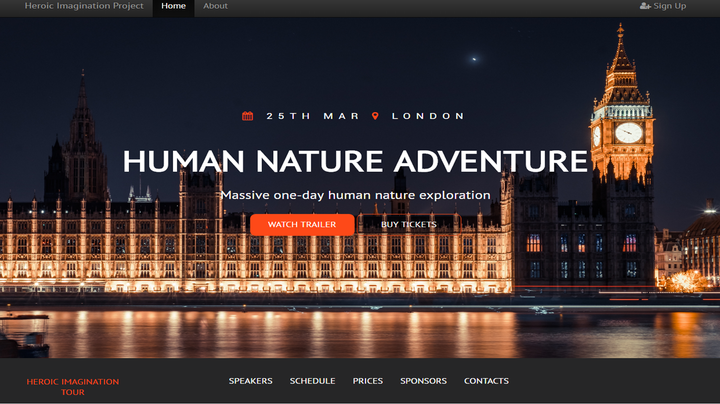 Heroic Imagination Project Home About Sign Up
25TH MAR LONDON
HUMAN NATURE ADVENTURE
Massive one-day human nature exploration
WATCH TRAILER BUY TICKETS
HEROIC IMAGINATION
TOUR
SPEAKERS SCHEDULE PRICES SPONSORS CONTACTS